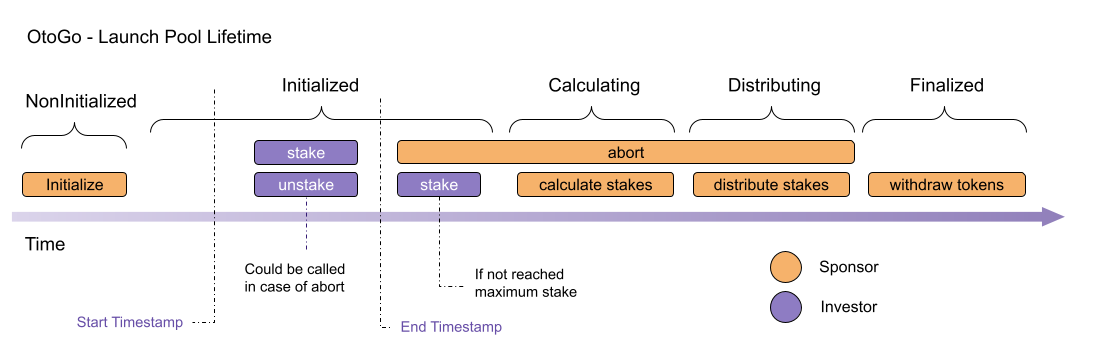 OtoGo - Launch Pool Lifetime
NonInitialized
Initialized
Calculating
Distributing
Finalized
stake
abort
Initialize
unstake
stake
calculate stakes
distribute stakes
withdraw tokens
Time
Could be called
in case of abort
If not reached
maximum stake
Sponsor
Investor
Start Timestamp
End Timestamp